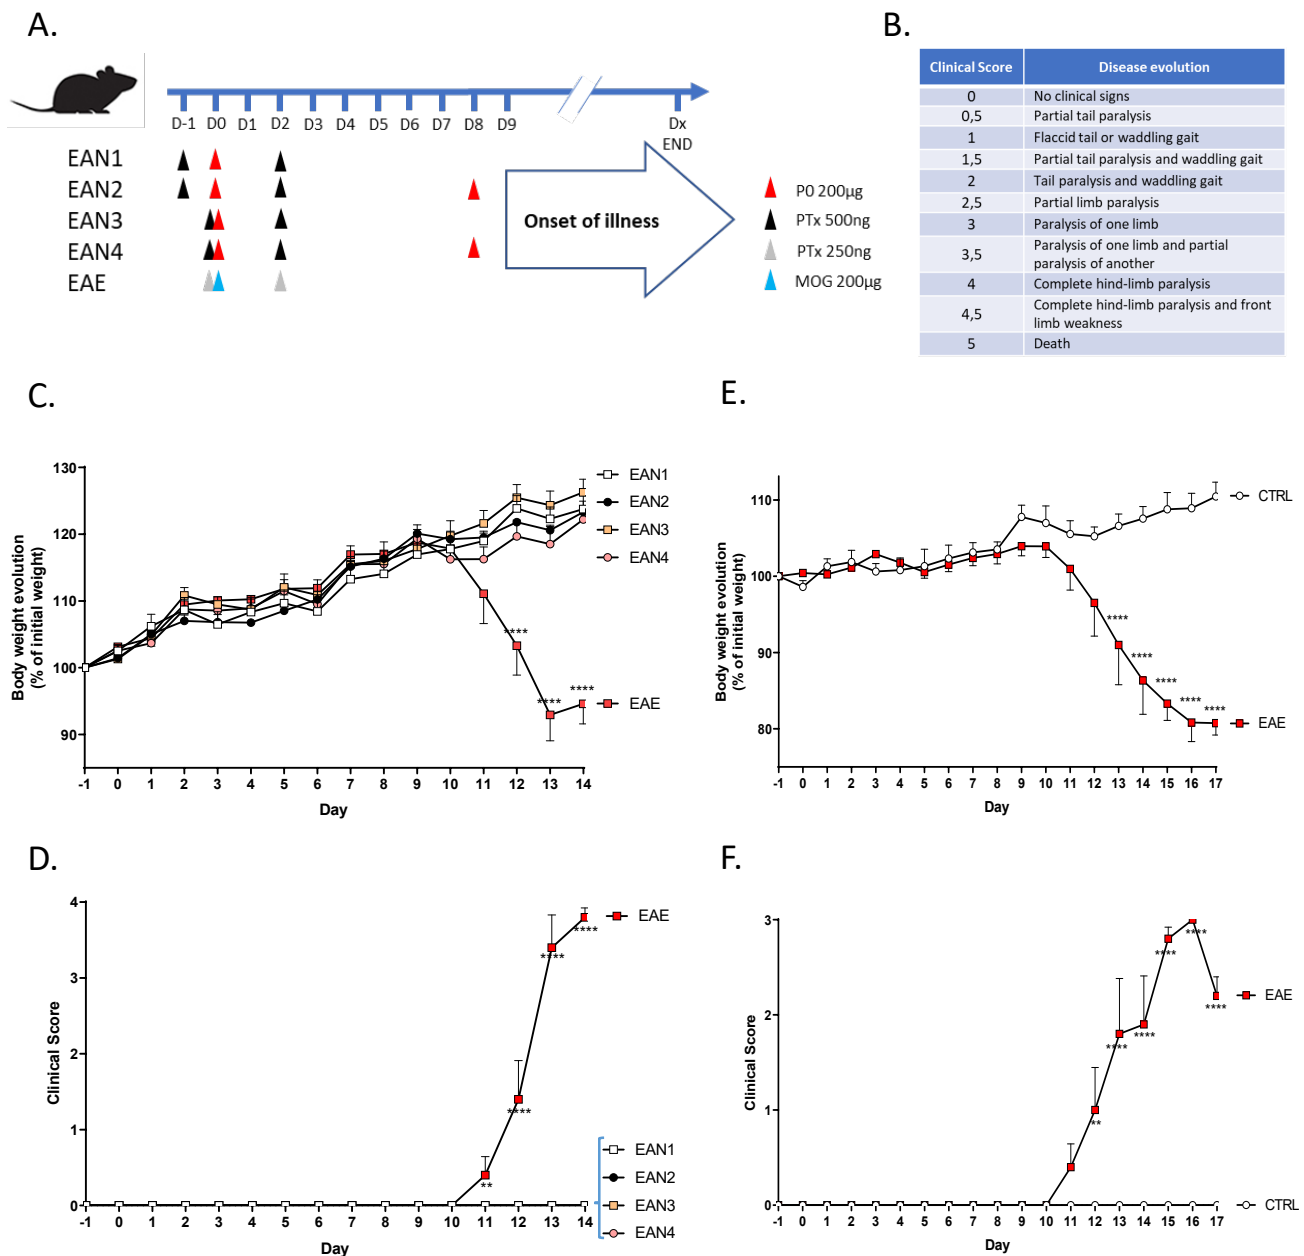 A.
B.
D-1 D0 D1 D2 D3 D4 D5 D6 D7 D8 D9 Dx
END
EAN1
EAN2
EAN3
EAN4
EAE
Onset of illness
P0 200µg
PTx 500ng
PTx 250ng
MOG 200µg
Clinical Score Disease evolution
0 No clinical signs
0,5 Partial tail paralysis
1 Flaccid tail or waddling gait
1,5 Partial tail paralysis and waddling gait
2 Tail paralysis and waddling gait
2,5 Partial limb paralysis
3 Paralysis of one limb
3,5 Paralysis of one limb and partial
paralysis of another
4 Complete hind-limb paralysis
4,5 Complete hind-limb paralysis and front
limb weakness
5 Death
C.
Body weight evolution
(% of initial weight)
130
120
110
100
90
-1 0 1 2 3 4 5 6 7 8 9 10 11 12 13 14
Day
EAN1
EAN2
EAN3
EAN4
EAE
****
****
****
E.
Body weight evolution
(% of initial weight)
110
100
90
80
-1 0 1 2 3 4 5 6 7 8 9 10 11 12 13 14 15 16 17
Day
CTRL
EAE
****
****
****
****
****
D.
Clinical Score
4
3
2
1
0
-1 0 1 2 3 4 5 6 7 8 9 10 11 12 13 14
Day
EAE
**
****
****
****
EAN1
EAN2
EAN3
EAN4
F.
Clinical Score
3
2
1
0
-1 0 1 2 3 4 5 6 7 8 9 10 11 12 13 14 15 16 17
Day
EAE
CTRL
**
****
****
****
****
****